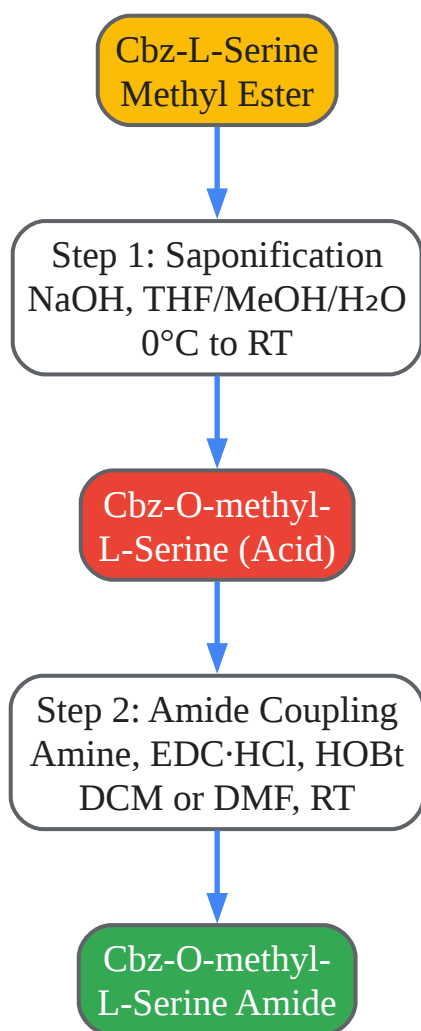 Cbz-L-Serine
Methyl Ester
Step 1: Saponification
NaOH, THF/MeOH/H₂O
0°C to RT
Cbz-O-methyl-
L-Serine (Acid)
Step 2: Amide Coupling
Amine, EDC·HCl, HOBt
DCM or DMF, RT
Cbz-O-methyl-
L-Serine Amide